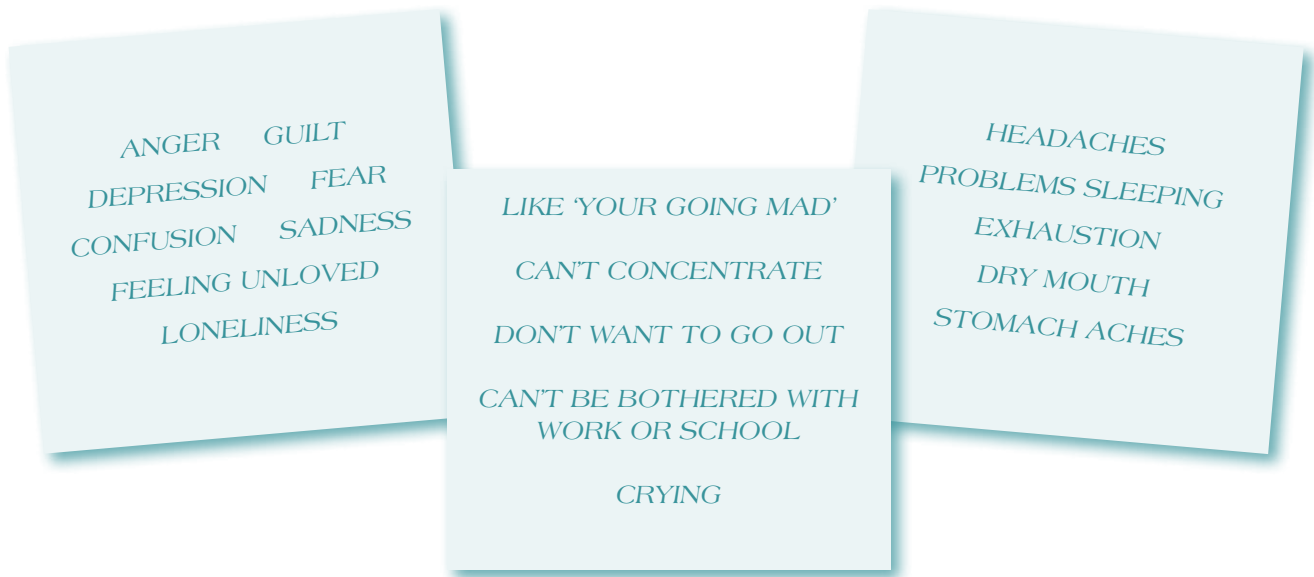 ANGER GUILT
DEPRESSION FEAR
CONFUSION SADNESS
FEELING UNLOVED
LONELINESS
LIKE ‘YOUR GOING MAD’
CAN’T CONCENTRATE
DON’T WANT TO GO OUT
CAN’T BE BOTHERED WITH
WORK OR SCHOOL
CRYING
HEADACHES
PROBLEMS SLEEPING
EXHAUSTION
DRY MOUTH
STOMACH ACHES